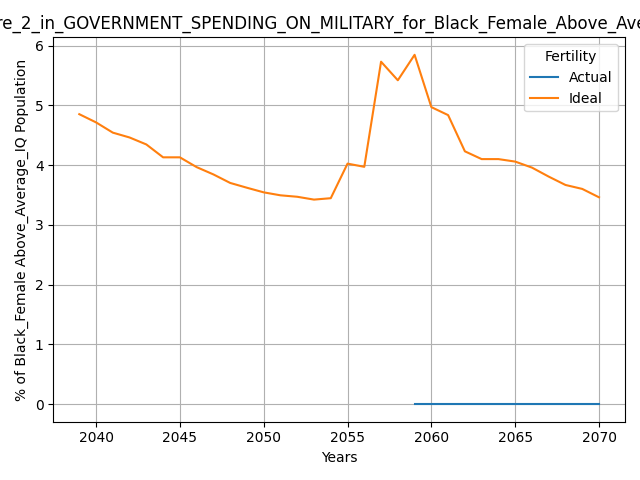 re_2_in_GOVERNMENT_SPENDING_ON_MILITARY_for_Black_Female_Above_Ave
% of Black_Female Above_Average_IQ Population
6
5
4
3
2
1
0
Fertility
Actual
Ideal
2040 2045 2050 2055 2060 2065 2070
Years